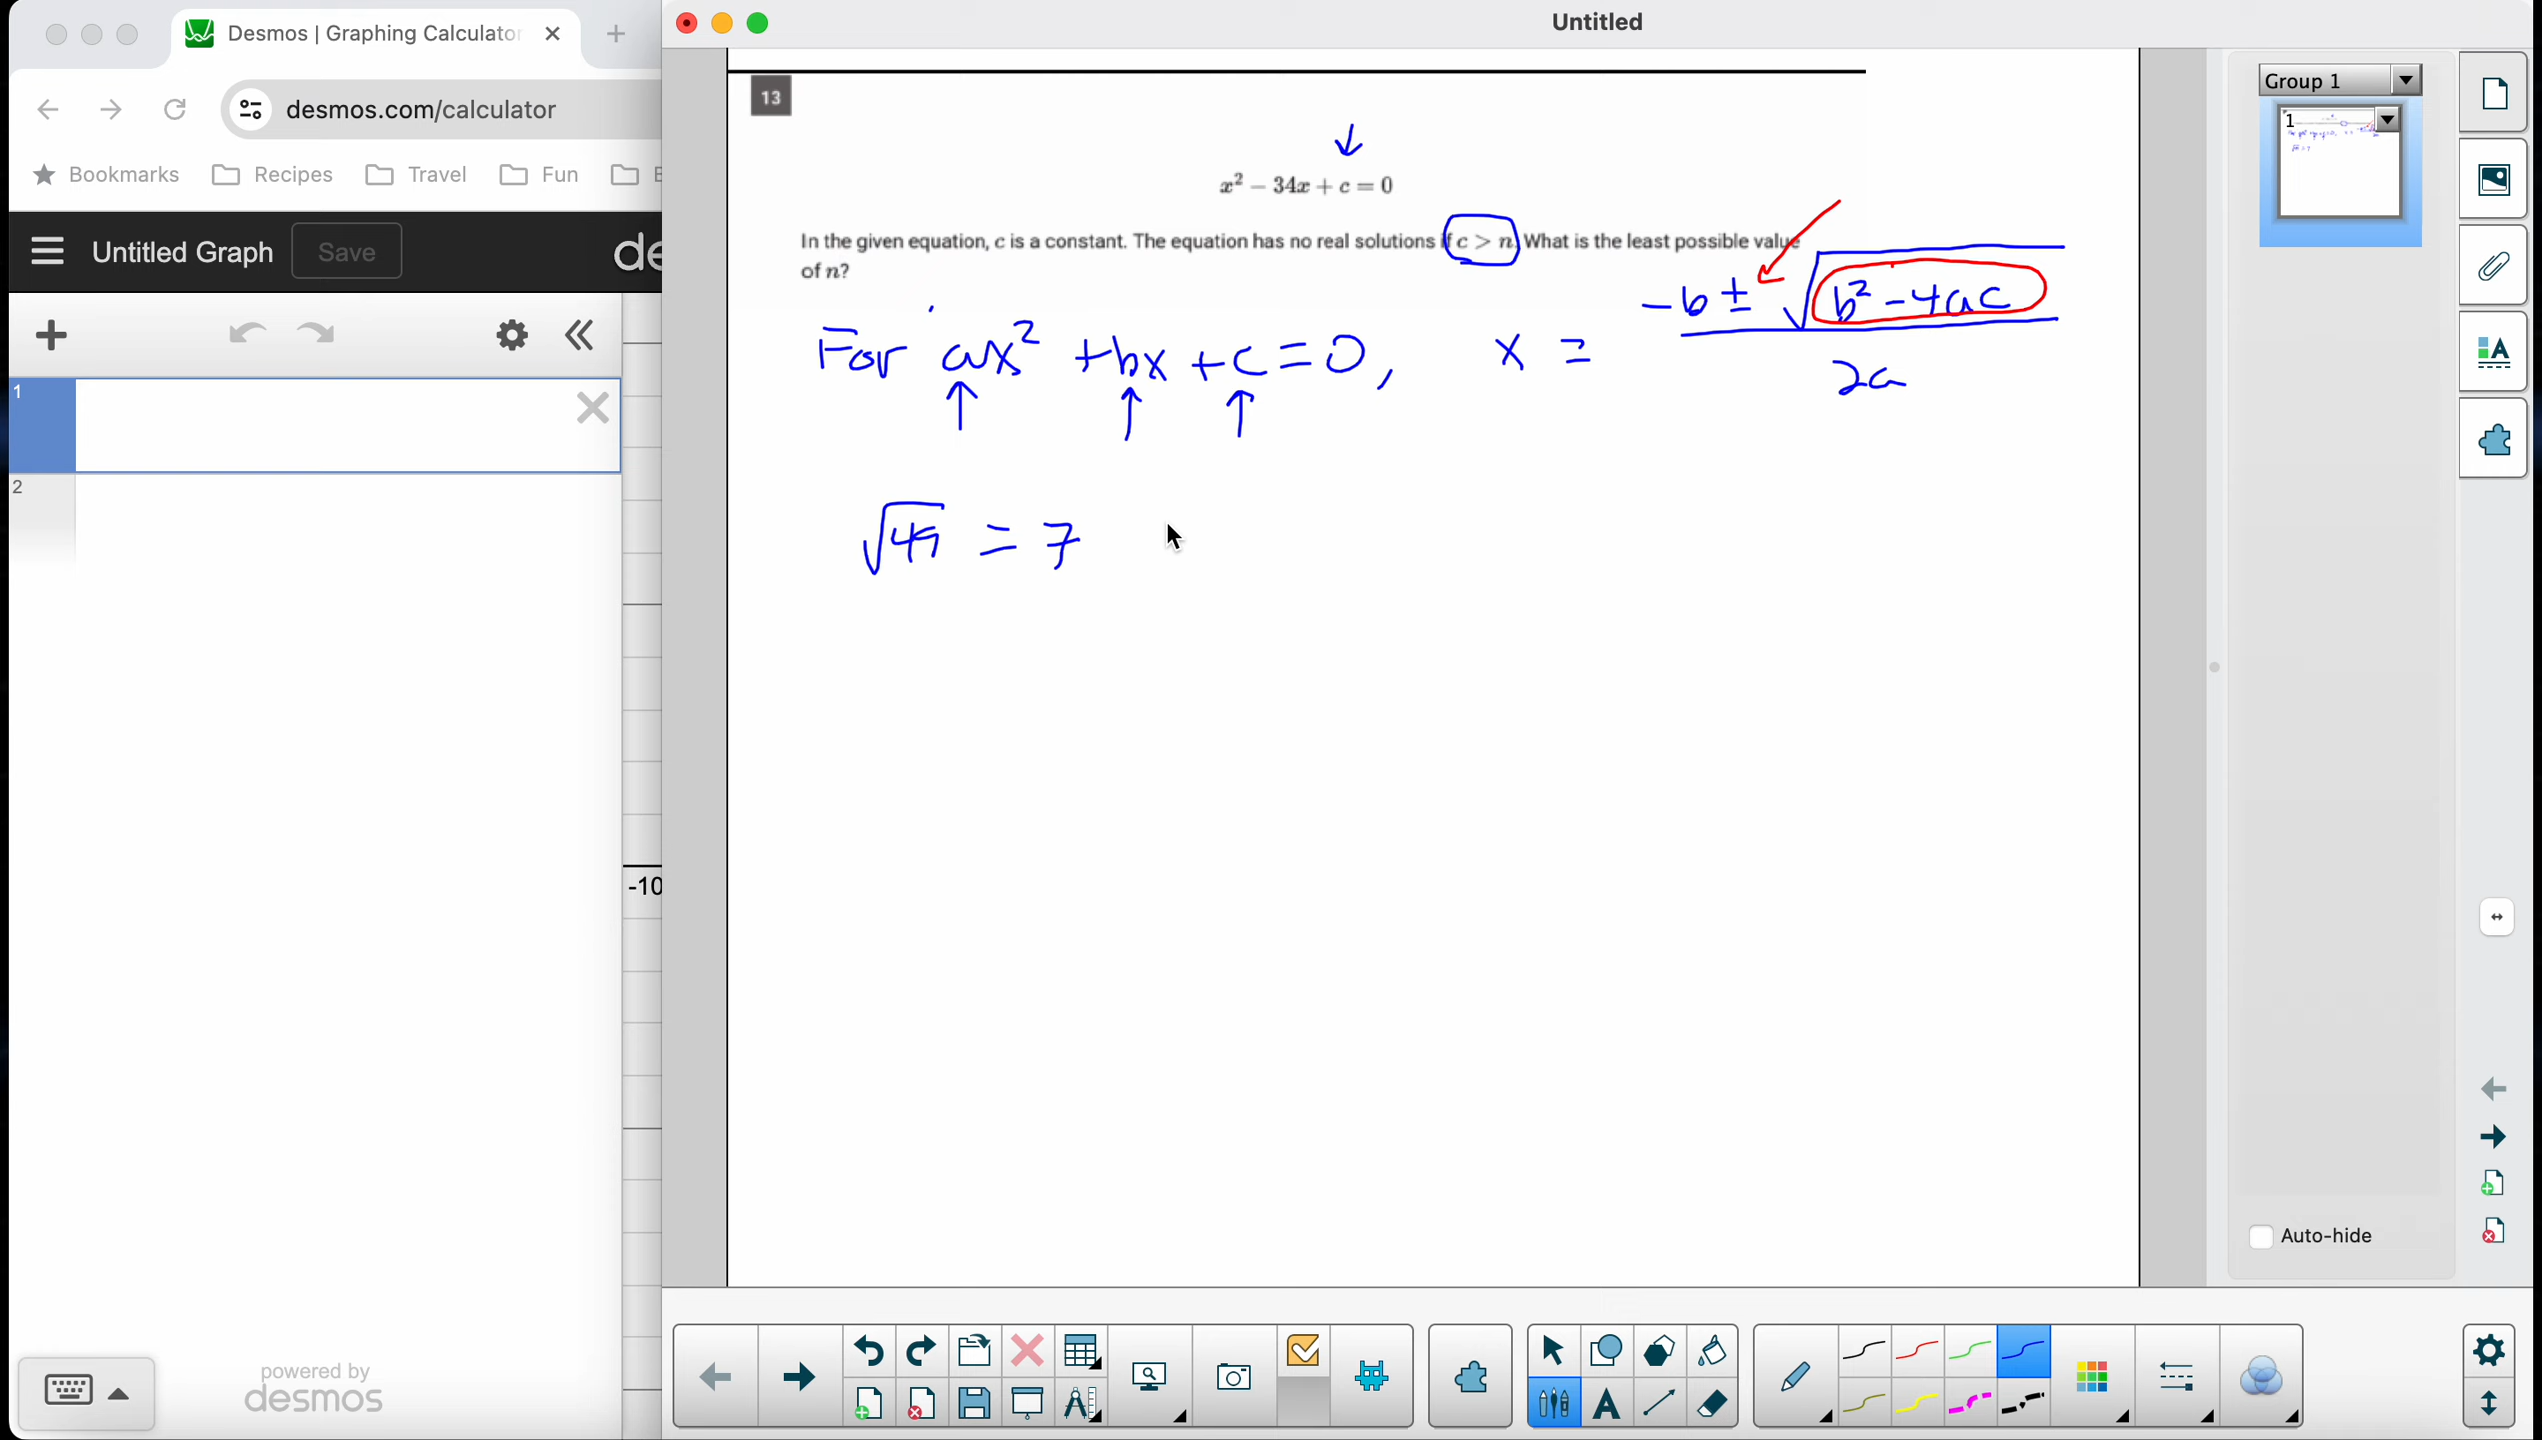 Desmos | Graphing Calculator
desmos.com/calculator
Bookmarks Recipes Travel Fun
Untitled Graph Save de
1
2
-10
powered by
desmos
Untitled
13
x² − 34x + c = 0
In the given equation, c is a constant. The equation has no real solutions if c > n. What is the least possible value
of n?
For ax² + bx + c = 0, x = -b ± √b² - 4ac
2a
√49 = 7
Group 1
1
Auto-hide